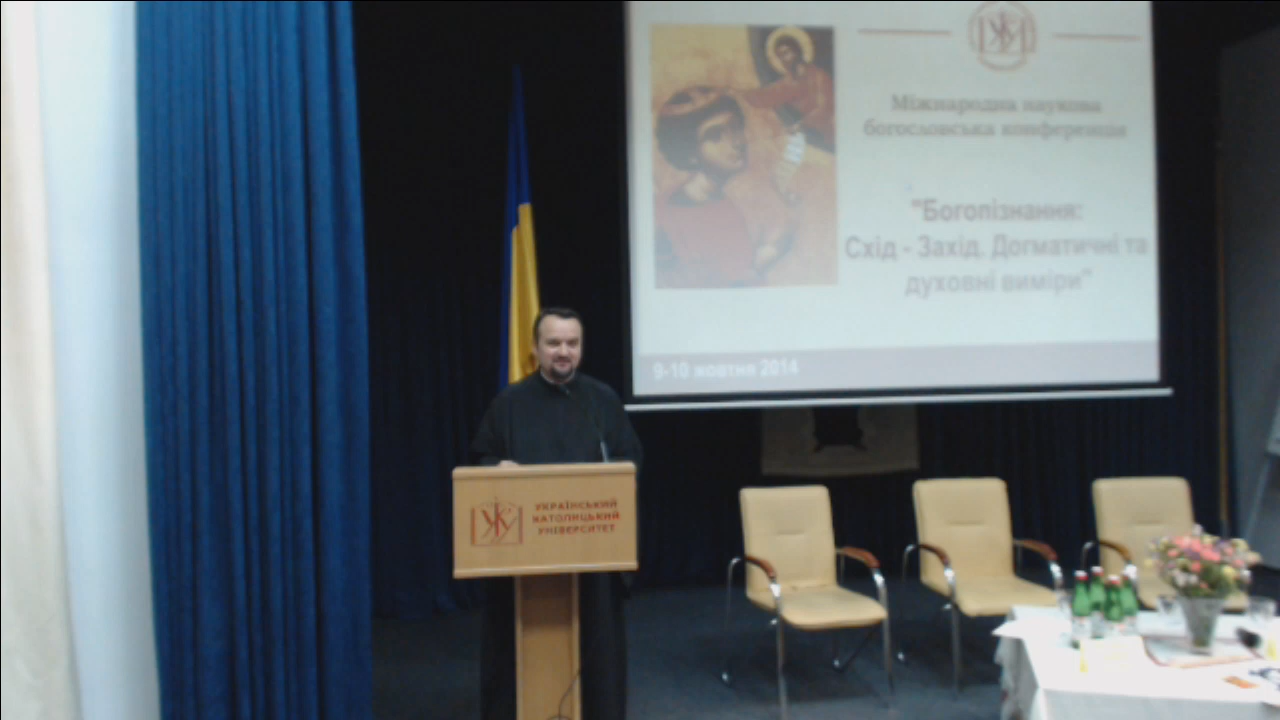 Міжнародна наукова
богословська конференція
"Богопізнання:
Схід - Захід. Догматичні та
духовні виміри"
9-10 жовтня 2014
УКРАЇНСЬКИЙ
КАТОЛИЦЬКИЙ
УНІВЕРСИТЕТ